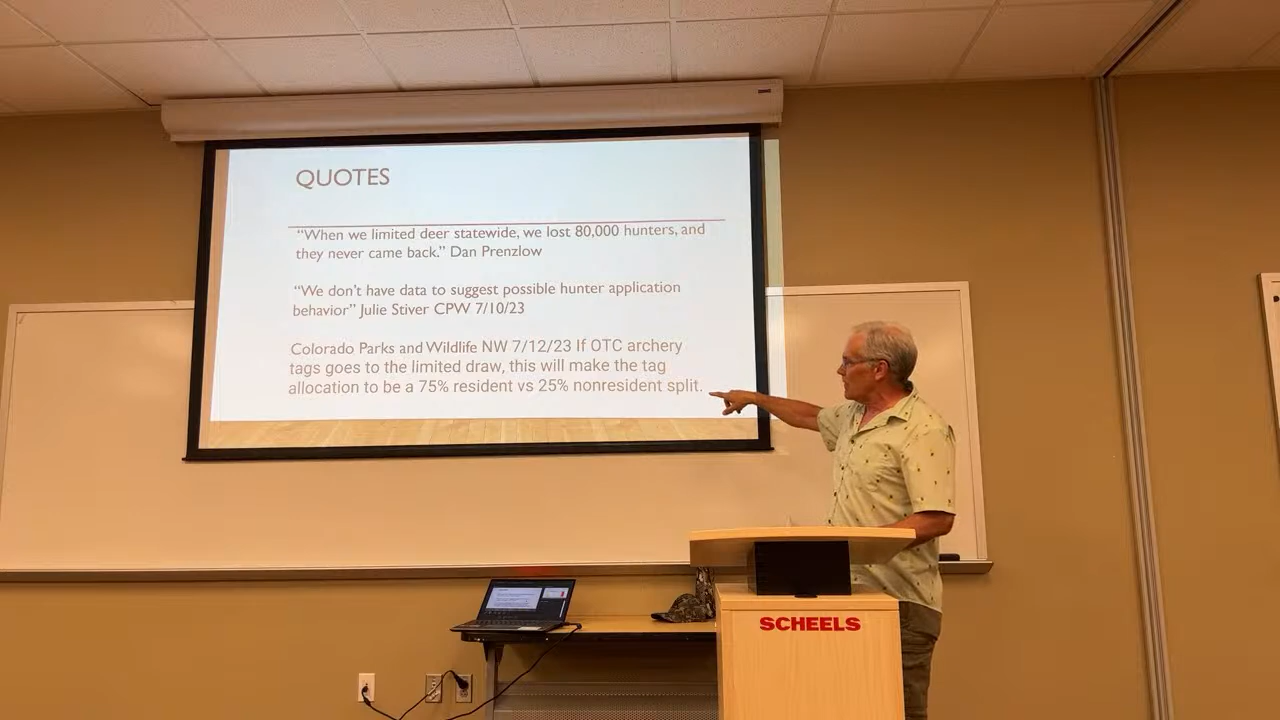 QUOTES
“When we limited deer statewide, we lost 80,000 hunters, and
they never came back.” Dan Prenzlow
“We don’t have data to suggest possible hunter application
behavior” Julie Stiver CPW 7/10/23
Colorado Parks and Wildlife NW 7/12/23 If OTC archery
tags goes to the limited draw, this will make the tag
allocation to be a 75% resident vs 25% nonresident split.
SCHEELS